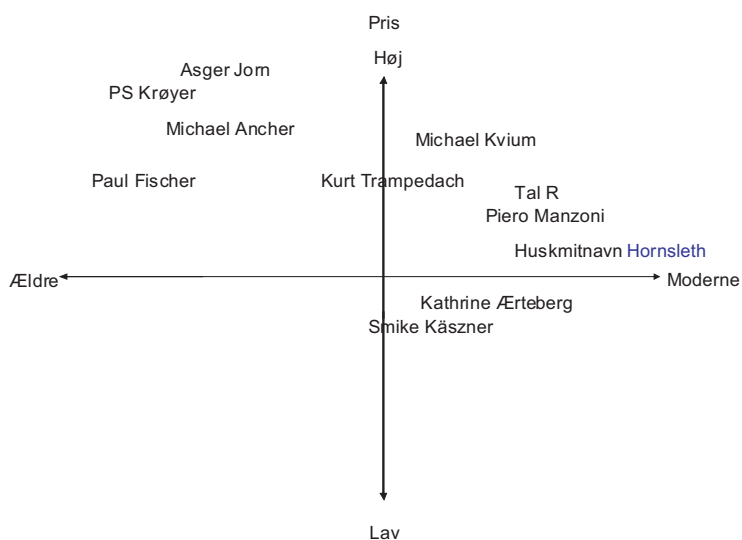 Pris
Høj
Asger Jorn
PS Krøyer
Michael Ancher
Michael Kvium
Paul Fischer
Kurt Trampedach
Tal R
Piero Manzoni
Huskmitnavn Hornsleth
Ældre
Moderne
Kathrine Ærteberg
Smike Käszner
Lav